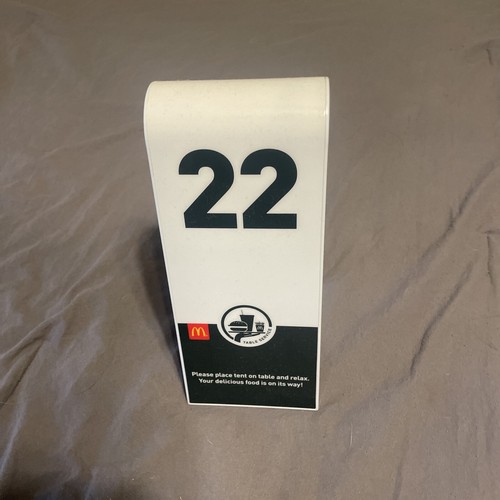 22
M
TABLE SERVICE
Please place tent on table and relax.
Your delicious food is on its way!